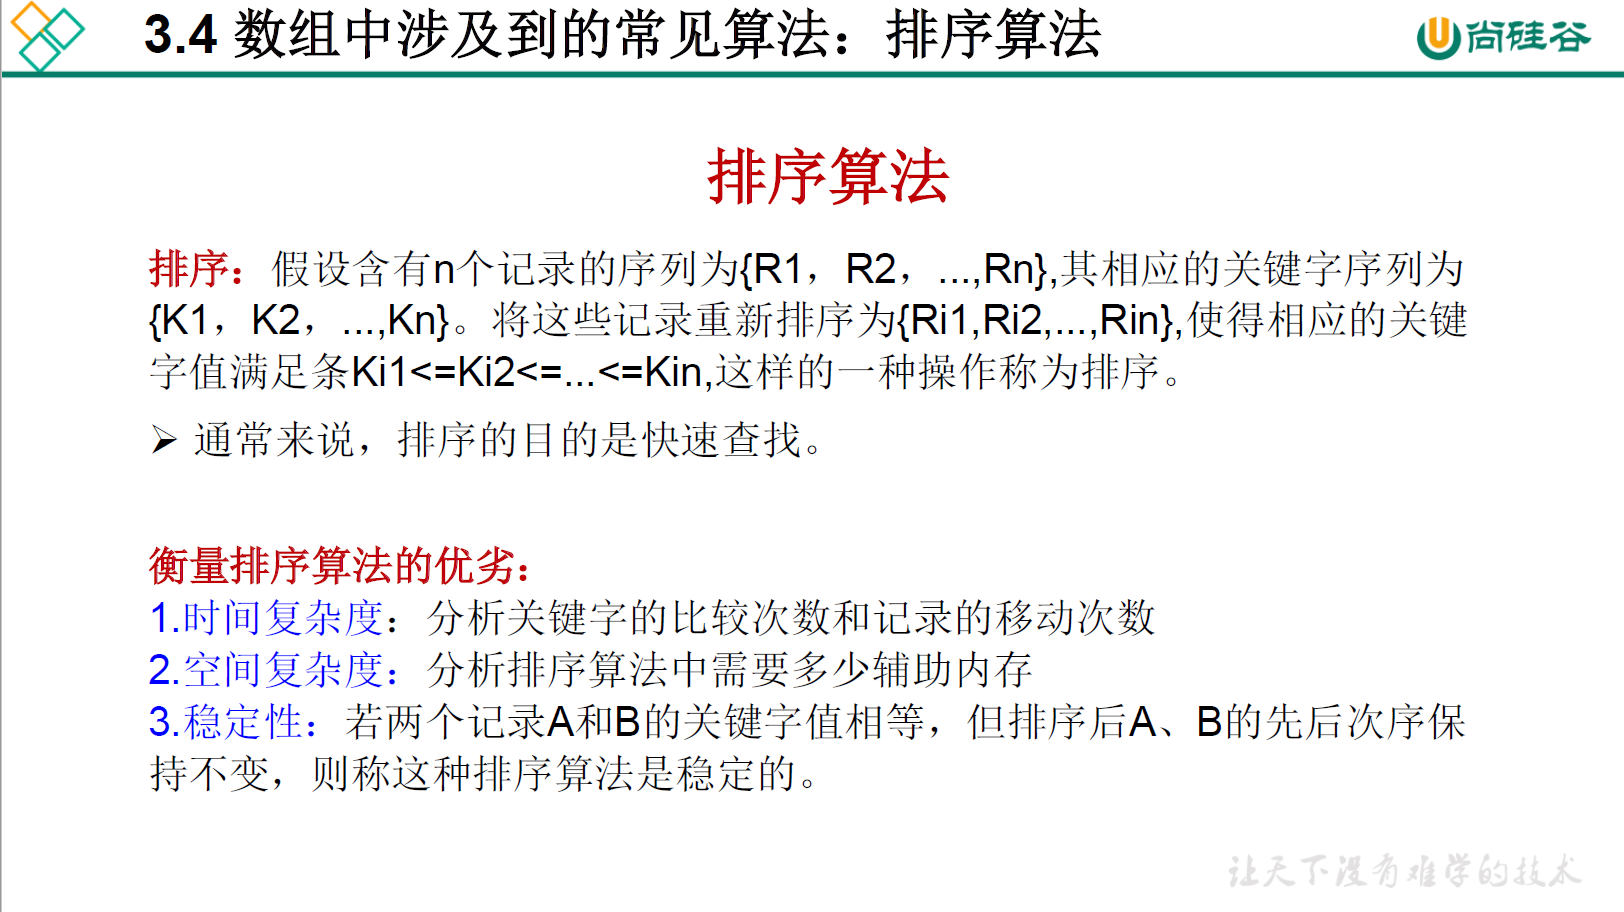 3.4 数组中涉及到的常见算法：排序算法
尚硅谷
排序算法
排序：假设含有n个记录的序列为{R1，R2，...,Rn},其相应的关键字序列为
{K1，K2，...,Kn}。将这些记录重新排序为{Ri1,Ri2,...,Rin},使得相应的关键
字值满足条Ki1<=Ki2<=...<=Kin,这样的一种操作称为排序。
➢ 通常来说，排序的目的是快速查找。
衡量排序算法的优劣：
1.时间复杂度：分析关键字的比较次数和记录的移动次数
2.空间复杂度：分析排序算法中需要多少辅助内存
3.稳定性：若两个记录A和B的关键字值相等，但排序后A、B的先后次序保
持不变，则称这种排序算法是稳定的。
让天下没有难学的技术